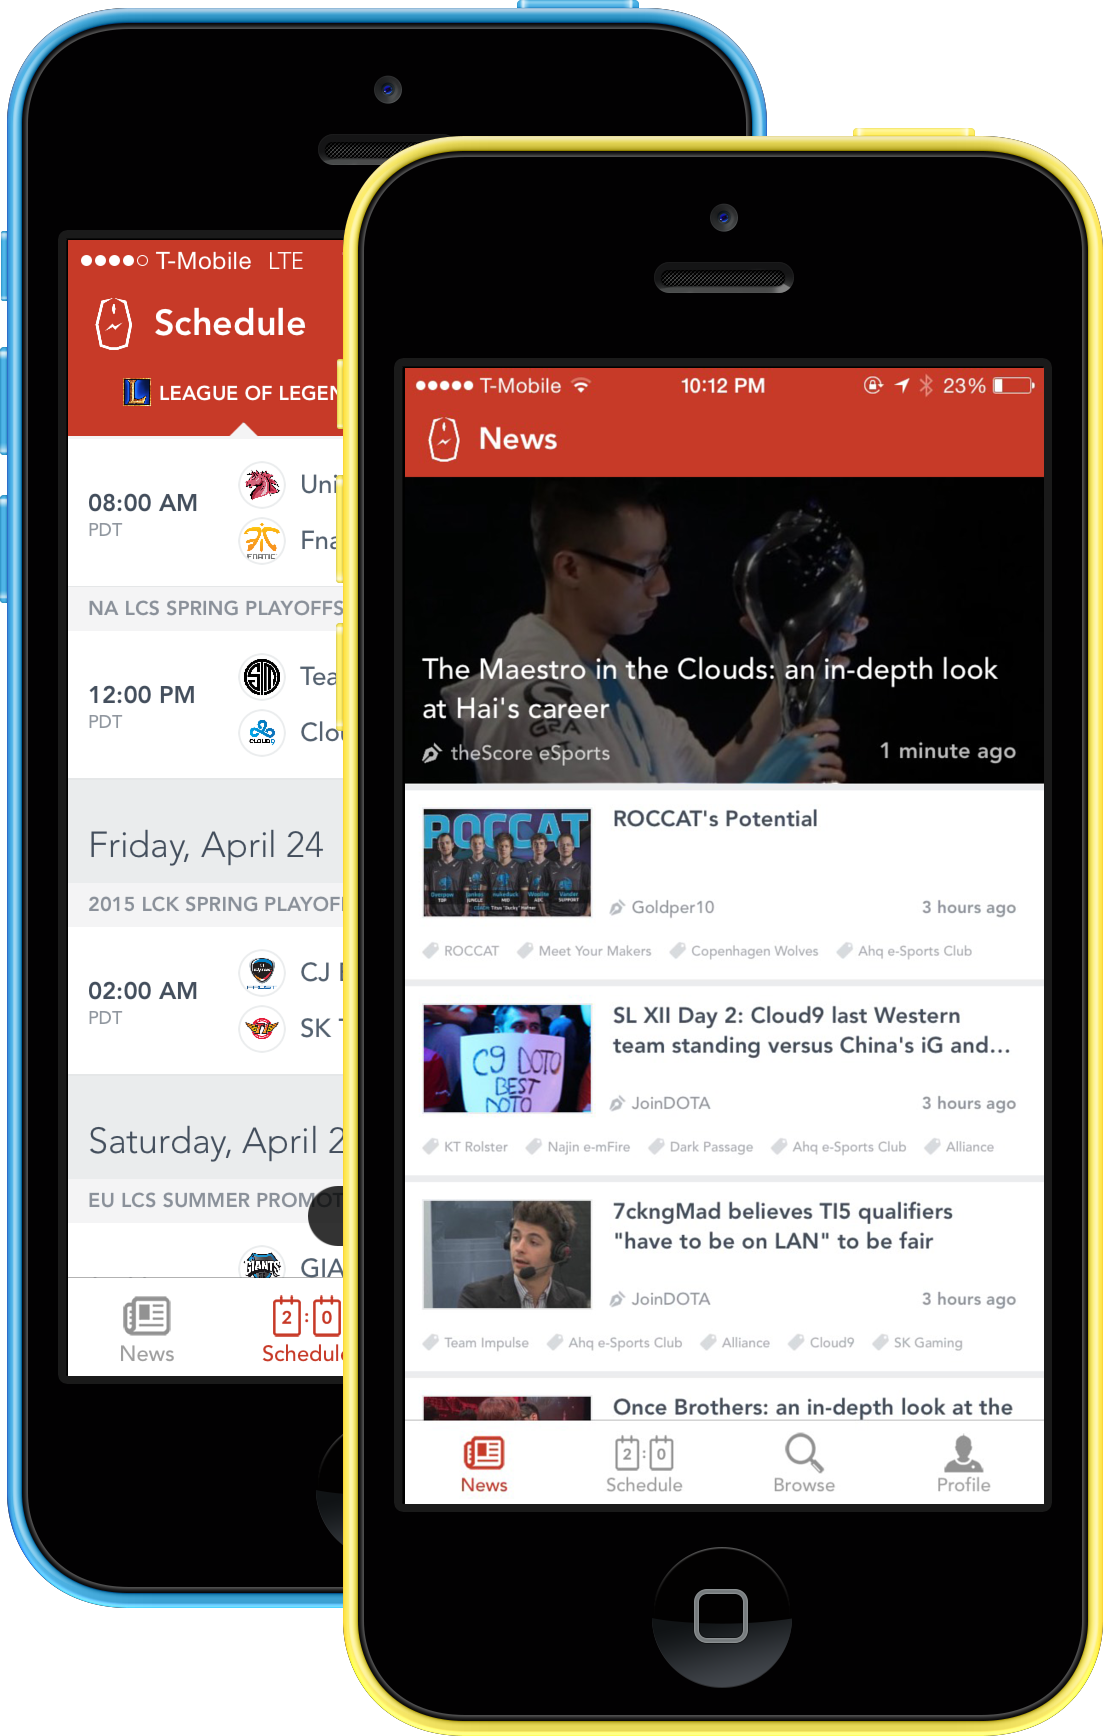 T-Mobile LTE
Schedule
LEAGUE OF LEGEN
08:00 AM
PDT
Uni
FNATIC
Fna
NA LCS SPRING PLAYOFFS
12:00 PM
PDT
Tea
CLOUD9
Clo
Friday, April 24
2015 LCK SPRING PLAYOF
02:00 AM
PDT
FROST
CJ
SK
Saturday, April 2
EU LCS SUMMER PROMOT
GIANTS
GIA
News
2:0
Schedul
T-Mobile
10:12 PM
23%
News
The Maestro in the Clouds: an in-depth look
at Hai's career
theScore eSports
1 minute ago
ROCCAT
ROCCAT's Potential
Goldper10
3 hours ago
ROCCAT
Meet Your Makers
Copenhagen Wolves
Ahq e-Sports Club
C9 DOTO
BEST
DOTO
SL XII Day 2: Cloud9 last Western
team standing versus China's iG and...
JoinDOTA
3 hours ago
KT Rolster
Najin e-mFire
Dark Passage
Ahq e-Sports Club
Alliance
7ckngMad believes TI5 qualifiers
"have to be on LAN" to be fair
JoinDOTA
3 hours ago
Team Impulse
Ahq e-Sports Club
Alliance
Cloud9
SK Gaming
Once Brothers: an in-depth look at the
News
2:0
Schedule
Browse
Profile